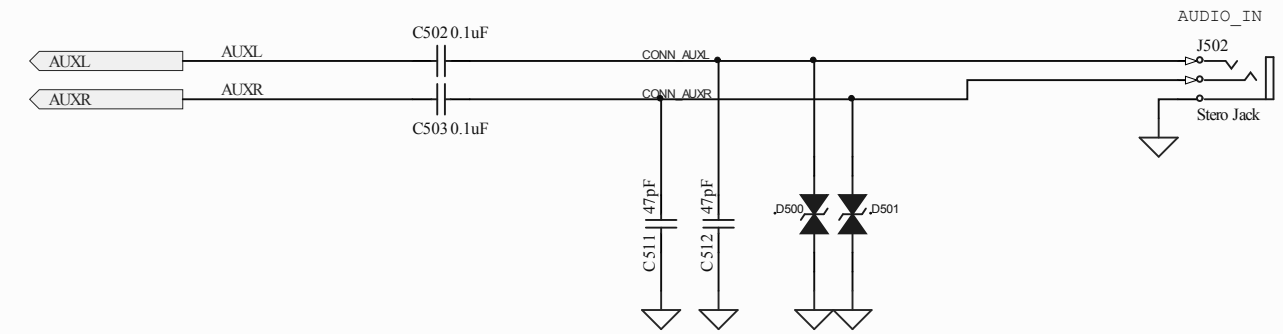 AUDIO_IN
J502
C502 0.1uF
AUXL
AUXL
CONN_AUXL
AUXR
AUXR
CONN_AUXR
C503 0.1uF
Stero Jack
47pF
C511
47pF
C512
D500
D501